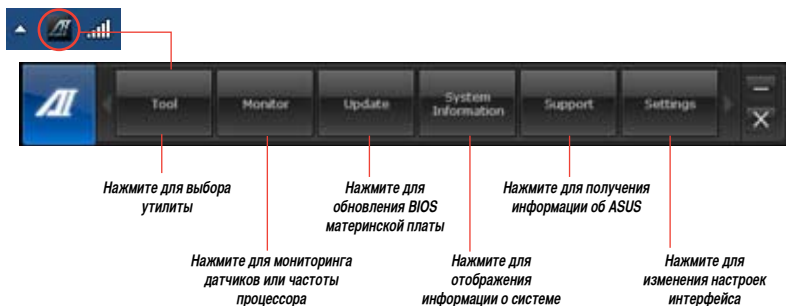 Tool
Monitor
Update
System
Information
Support
Settings
Нажмите для выбора
утилиты
Нажмите для
обновления BIOS
материнской платы
Нажмите для получения
информации об ASUS
Нажмите для мониторинга
датчиков или частоты
процессора
Нажмите для
отображения
информации о системе
Нажмите для
изменения настроек
интерфейса